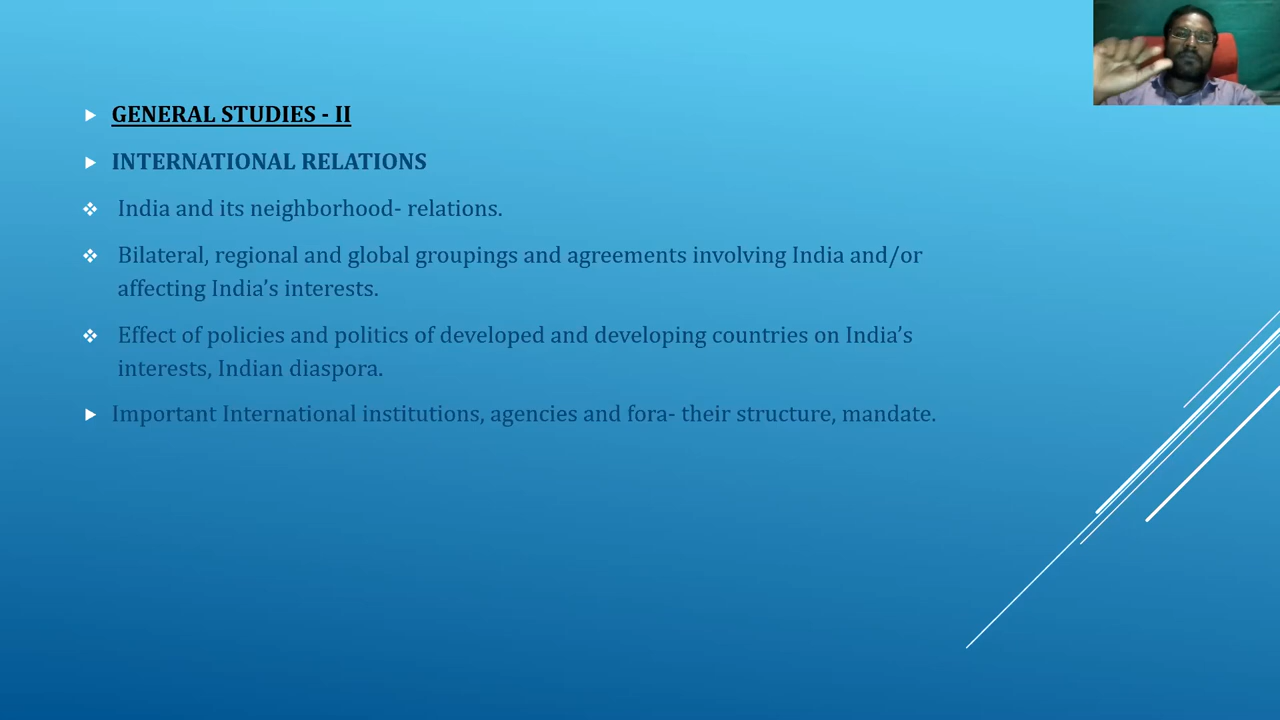 GENERAL STUDIES - II
INTERNATIONAL RELATIONS
India and its neighborhood- relations.
Bilateral, regional and global groupings and agreements involving India and/or
affecting India’s interests.
Effect of policies and politics of developed and developing countries on India’s
interests, Indian diaspora.
Important International institutions, agencies and fora- their structure, mandate.